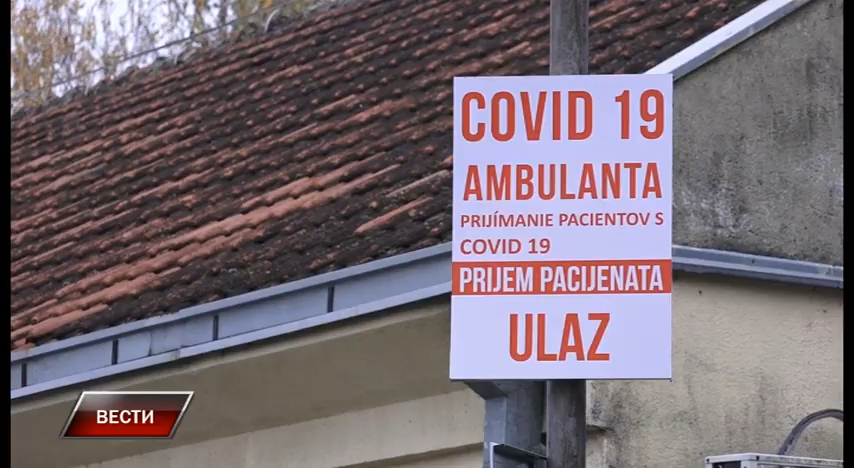 COVID 19
AMBULANTA
PRIJÍMANIE PACIENTOV S
COVID 19
PRIJEM PACIJENATA
ULAZ
ВЕСТИ